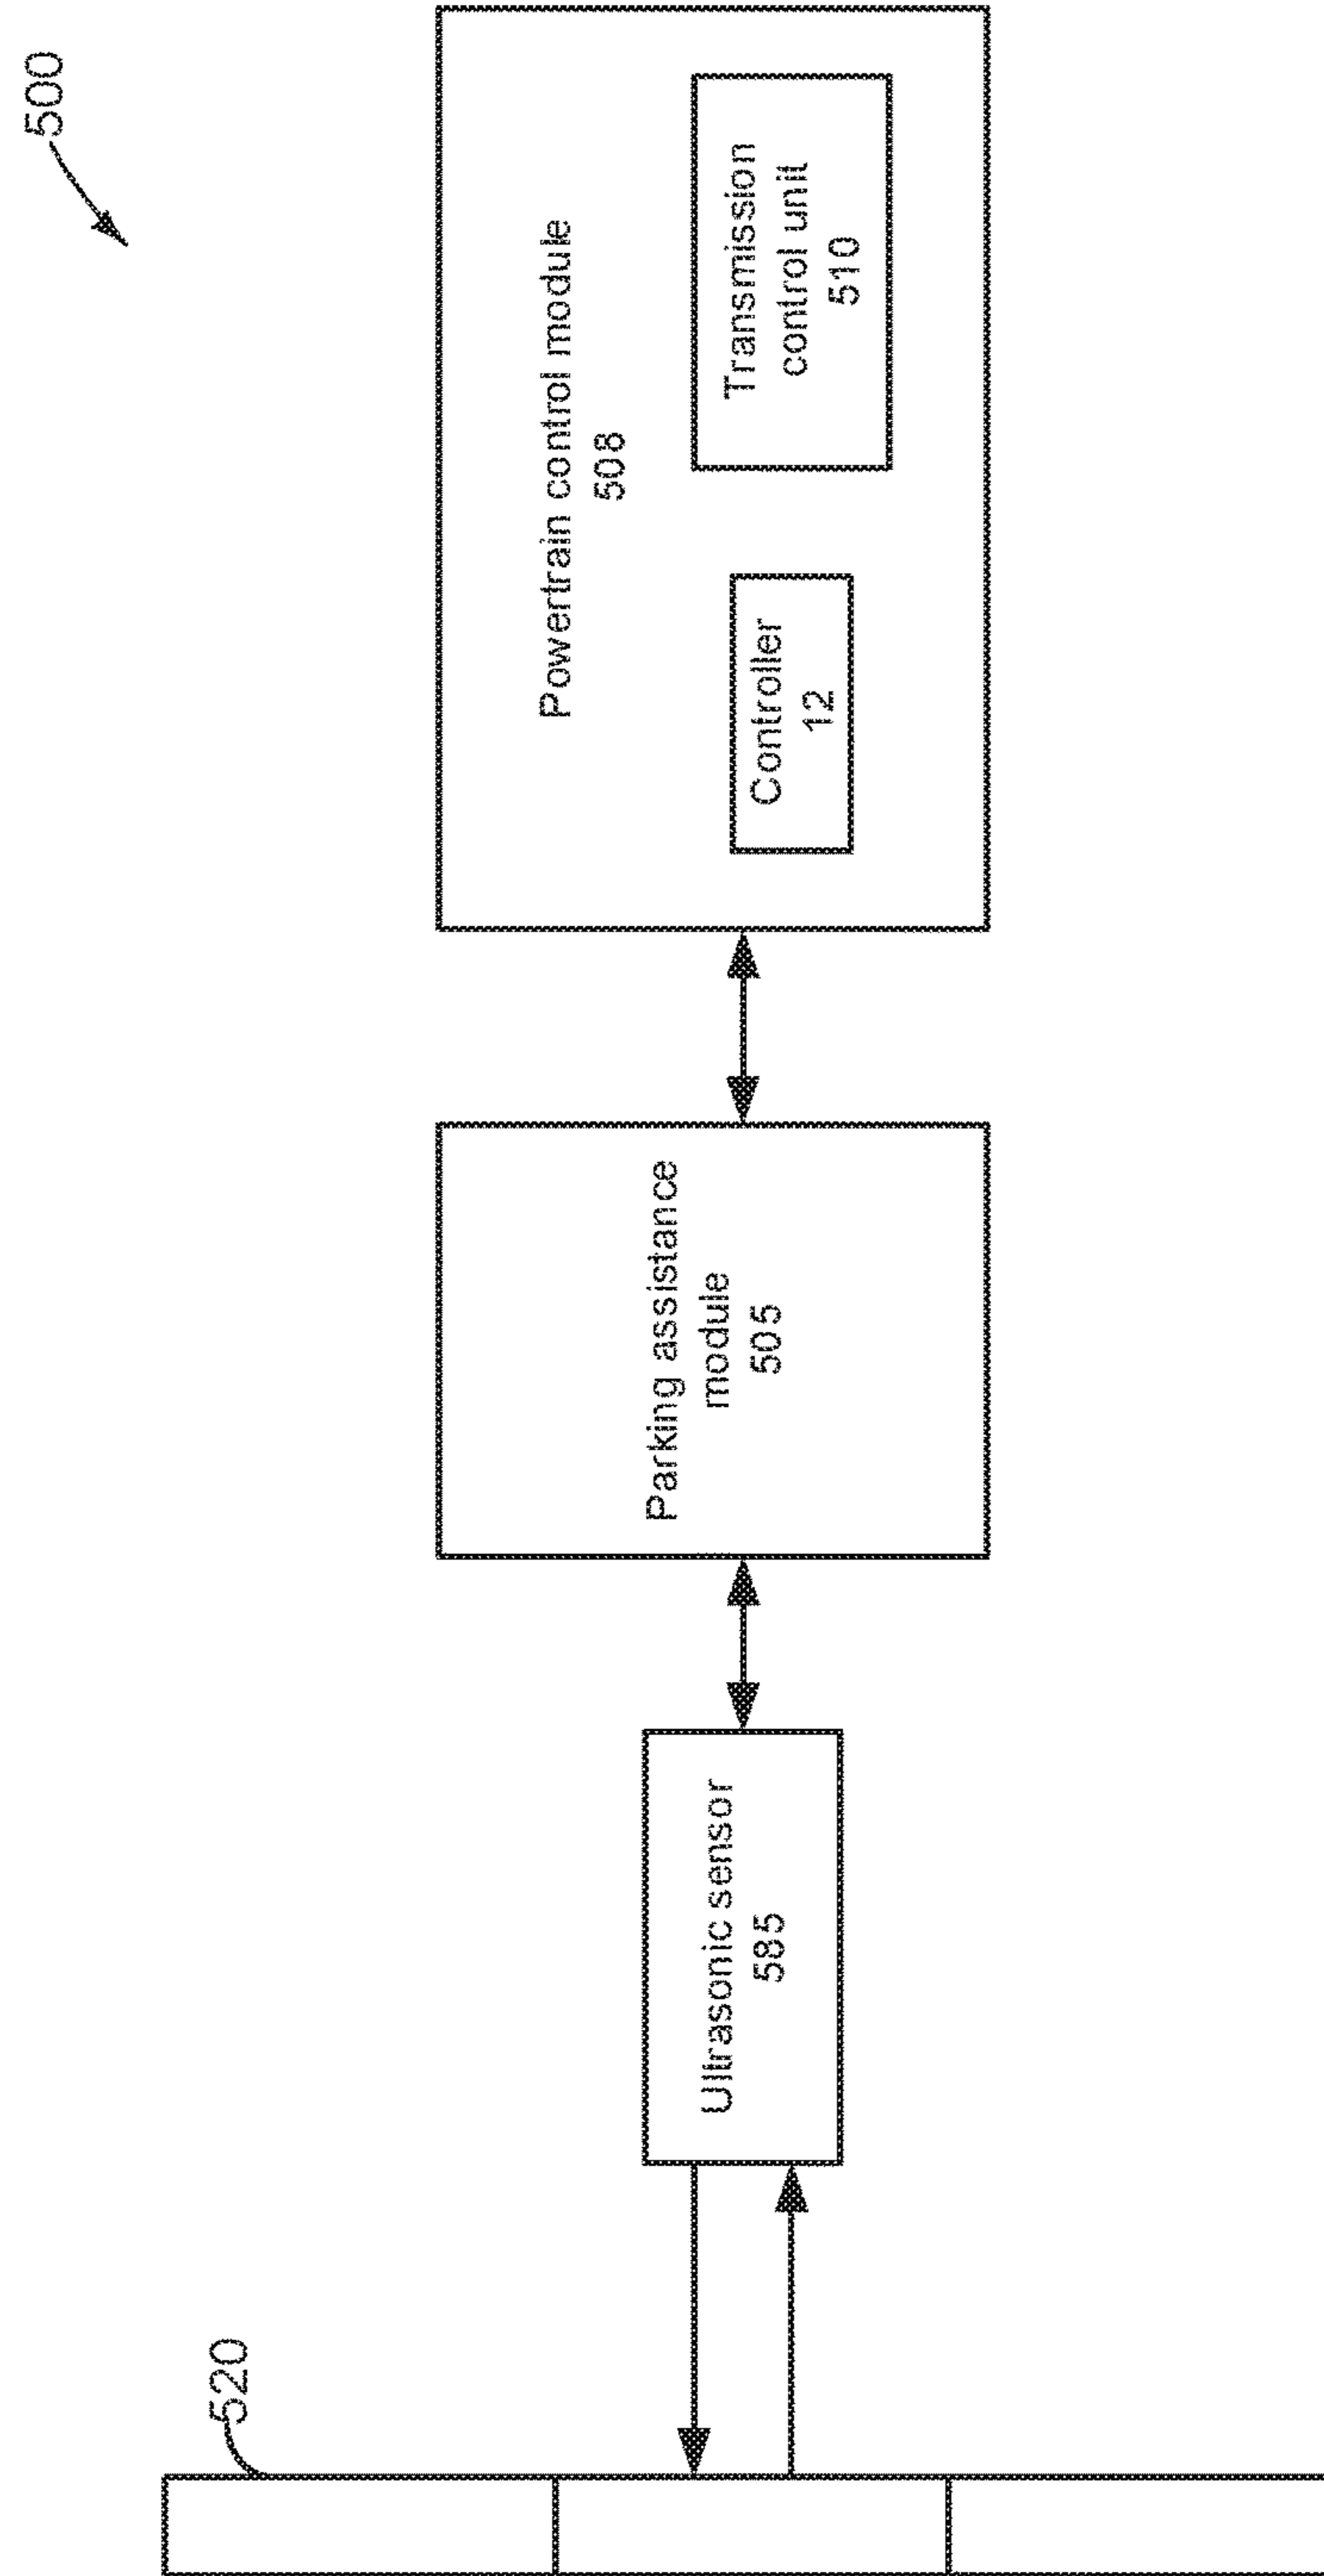 500
Powertrain control module
508
Transmission
control unit
510
Controller
12
Parking assistance
module
505
Ultrasonic sensor
585
520